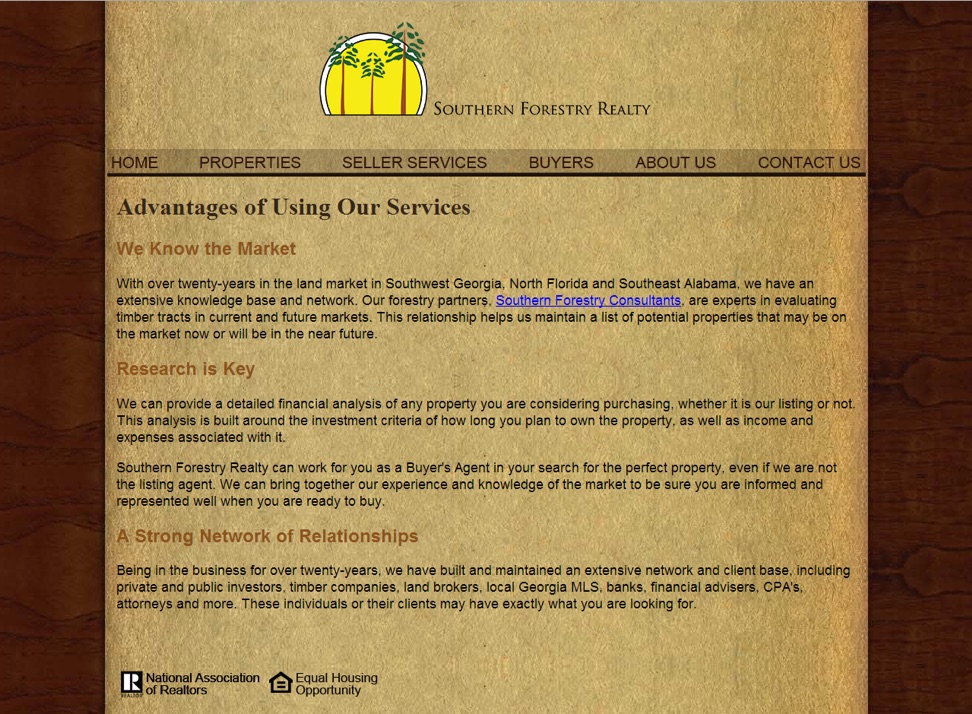 Southern Forestry Realty
HOME PROPERTIES SELLER SERVICES BUYERS ABOUT US CONTACT US
Advantages of Using Our Services
We Know the Market
With over twenty-years in the land market in Southwest Georgia, North Florida and Southeast Alabama, we have an
extensive knowledge base and network. Our forestry partners, Southern Forestry Consultants, are experts in evaluating
timber tracts in current and future markets. This relationship helps us maintain a list of potential properties that may be on
the market now or will be in the near future.
Research is Key
We can provide a detailed financial analysis of any property you are considering purchasing, whether it is our listing or not.
This analysis is built around the investment criteria of how long you plan to own the property, as well as income and
expenses associated with it.
Southern Forestry Realty can work for you as a Buyer's Agent in your search for the perfect property, even if we are not
the listing agent. We can bring together our experience and knowledge of the market to be sure you are informed and
represented well when you are ready to buy.
A Strong Network of Relationships
Being in the business for over twenty-years, we have built and maintained an extensive network and client base, including
private and public investors, timber companies, land brokers, local Georgia MLS, banks, financial advisers, CPA's,
attorneys and more. These individuals or their clients may have exactly what you are looking for.
R National Association Equal Housing
REALTOR of Realtors Opportunity